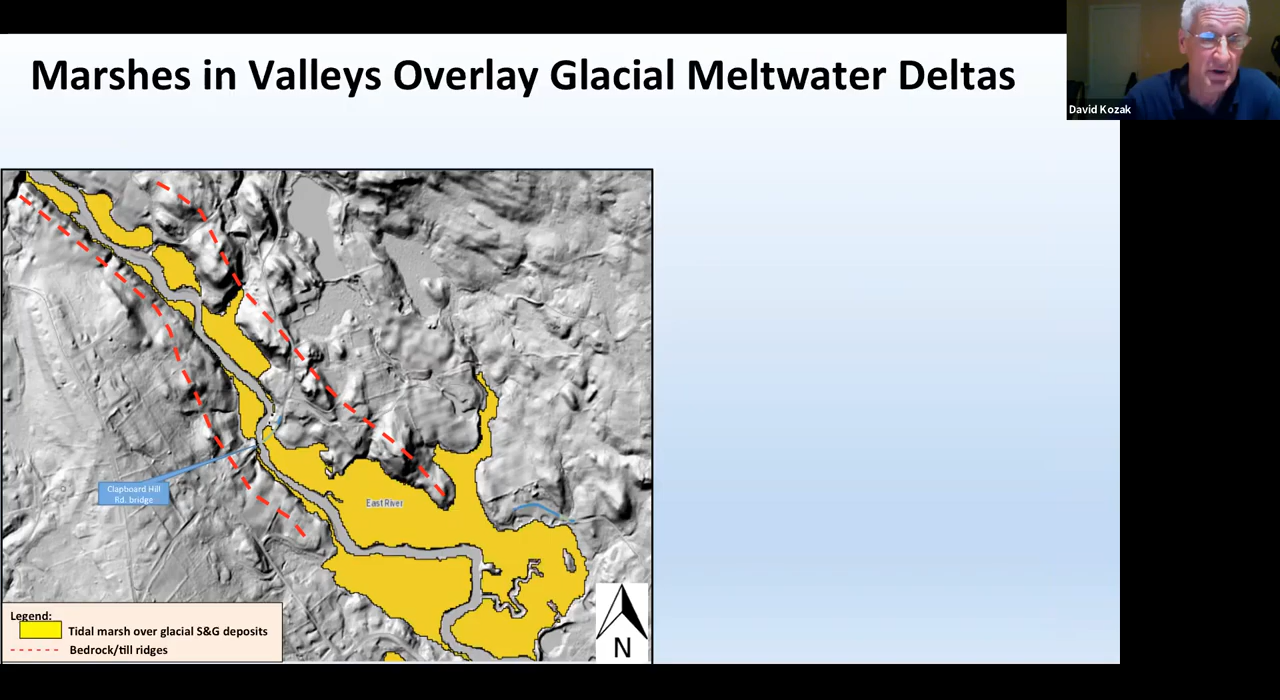 Marshes in Valleys Overlay Glacial Meltwater Deltas
David Kozak
Clapboard Hill
Rd. bridge
East River
Legend:
Tidal marsh over glacial S&G deposits
Bedrock/till ridges
N